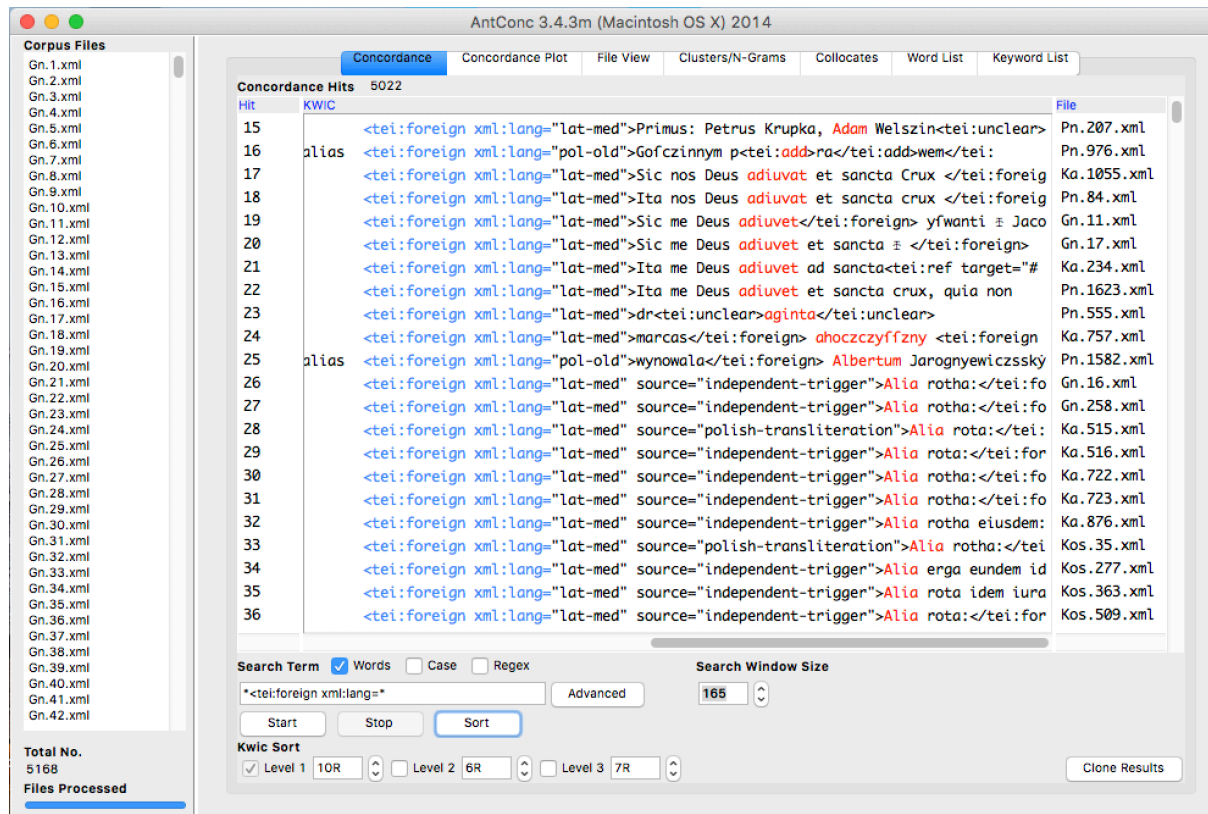 AntConc 3.4.3m (Macintosh OS X) 2014
Corpus Files
Gn.1.xml
Gn.2.xml
Gn.3.xml
Gn.4.xml
Gn.5.xml
Gn.6.xml
Gn.7.xml
Gn.8.xml
Gn.9.xml
Gn.10.xml
Gn.11.xml
Gn.12.xml
Gn.13.xml
Gn.14.xml
Gn.15.xml
Gn.16.xml
Gn.17.xml
Gn.18.xml
Gn.19.xml
Gn.20.xml
Gn.21.xml
Gn.22.xml
Gn.23.xml
Gn.24.xml
Gn.25.xml
Gn.26.xml
Gn.27.xml
Gn.28.xml
Gn.29.xml
Gn.30.xml
Gn.31.xml
Gn.32.xml
Gn.33.xml
Gn.34.xml
Gn.35.xml
Gn.36.xml
Gn.37.xml
Gn.38.xml
Gn.39.xml
Gn.40.xml
Gn.41.xml
Gn.42.xml
Total No.
5168
Files Processed
Concordance Concordance Plot File View Clusters/N-Grams Collocates Word List Keyword List
Concordance Hits 5022
Hit KWIC File
15 <tei:foreign xml:lang="lat-med">Primus: Petrus Krupka, Adam Welszin<tei:unclear> Pn.207.xml
16 alias <tei:foreign xml:lang="pol-old">Goſczinnym p<tei:add>ra</tei:add>wem</tei: Pn.976.xml
17 <tei:foreign xml:lang="lat-med">Sic nos Deus adiuvat et sancta Crux </tei:foreig Ka.1055.xml
18 <tei:foreign xml:lang="lat-med">Ita nos Deus adiuvat et sancta crux </tei:foreig Pn.84.xml
19 <tei:foreign xml:lang="lat-med">Sic me Deus adiuvet</tei:foreign> yſwanti ☩ Jaco Gn.11.xml
20 <tei:foreign xml:lang="lat-med">Sic me Deus adiuvet et sancta ☩ </tei:foreign> Gn.17.xml
21 <tei:foreign xml:lang="lat-med">Ita me Deus adiuvet ad sancta<tei:ref target="# Ka.234.xml
22 <tei:foreign xml:lang="lat-med">Ita me Deus adiuvet et sancta crux, quia non Pn.1623.xml
23 <tei:foreign xml:lang="lat-med">dr<tei:unclear>aginta</tei:unclear> Pn.555.xml
24 <tei:foreign xml:lang="lat-med">marcas</tei:foreign> ahoczczyſſzny <tei:foreign Ka.757.xml
25 alias <tei:foreign xml:lang="pol-old">wynowala</tei:foreign> Albertum Jarognyewiczsský Pn.1582.xml
26 <tei:foreign xml:lang="lat-med" source="independent-trigger">Alia rotha:</tei:fo Gn.16.xml
27 <tei:foreign xml:lang="lat-med" source="independent-trigger">Alia rotha:</tei:fo Gn.258.xml
28 <tei:foreign xml:lang="lat-med" source="polish-transliteration">Alia rota:</tei: Ka.515.xml
29 <tei:foreign xml:lang="lat-med" source="independent-trigger">Alia rota:</tei:for Ka.516.xml
30 <tei:foreign xml:lang="lat-med" source="independent-trigger">Alia rotha:</tei:fo Ka.722.xml
31 <tei:foreign xml:lang="lat-med" source="independent-trigger">Alia rotha:</tei:fo Ka.723.xml
32 <tei:foreign xml:lang="lat-med" source="independent-trigger">Alia rotha eiusdem: Ka.876.xml
33 <tei:foreign xml:lang="lat-med" source="polish-transliteration">Alia rotha:</tei Kos.35.xml
34 <tei:foreign xml:lang="lat-med" source="independent-trigger">Alia erga eundem id Kos.277.xml
35 <tei:foreign xml:lang="lat-med" source="independent-trigger">Alia rota idem iura Kos.363.xml
36 <tei:foreign xml:lang="lat-med" source="independent-trigger">Alia rota:</tei:for Kos.509.xml
Search Term Words Case Regex Search Window Size
*<tei:foreign xml:lang=* Advanced 165
Start Stop Sort
Kwic Sort
Level 1 10R Level 2 6R Level 3 7R Clone Results